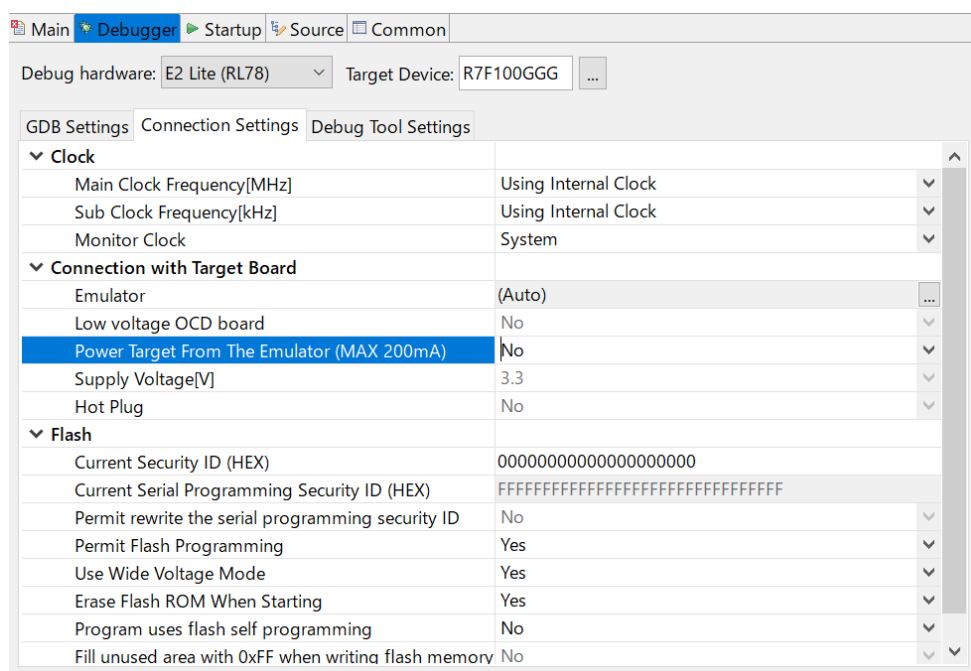 Main Debugger Startup Source Common
Debug hardware: E2 Lite (RL78) Target Device: R7F100GGG ...
GDB Settings Connection Settings Debug Tool Settings
Clock
Main Clock Frequency[MHz] Using Internal Clock
Sub Clock Frequency[kHz] Using Internal Clock
Monitor Clock System
Connection with Target Board
Emulator (Auto) ...
Low voltage OCD board No
Power Target From The Emulator (MAX 200mA) No
Supply Voltage[V] 3.3
Hot Plug No
Flash
Current Security ID (HEX) 00000000000000000000
Current Serial Programming Security ID (HEX) FFFFFFFFFFFFFFFFFFFFFFFFFFFFFFFF
Permit rewrite the serial programming security ID No
Permit Flash Programming Yes
Use Wide Voltage Mode Yes
Erase Flash ROM When Starting Yes
Program uses flash self programming No
Fill unused area with 0xFF when writing flash memory No